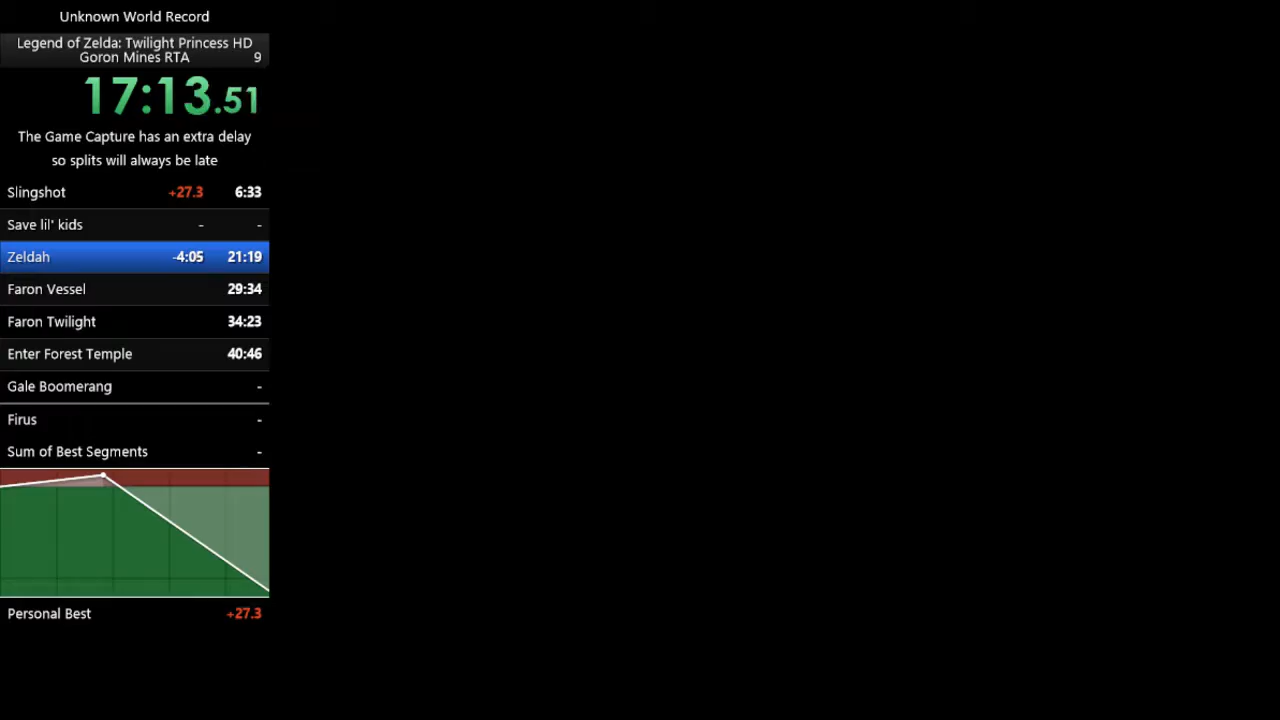 Unknown World Record
Legend of Zelda: Twilight Princess HD
Goron Mines RTA 9
17:13.51
The Game Capture has an extra delay
so splits will always be late
Slingshot +27.3 6:33
Save lil' kids - -
Zeldah -4:05 21:19
Faron Vessel 29:34
Faron Twilight 34:23
Enter Forest Temple 40:46
Gale Boomerang -
Firus -
Sum of Best Segments -
Personal Best +27.3